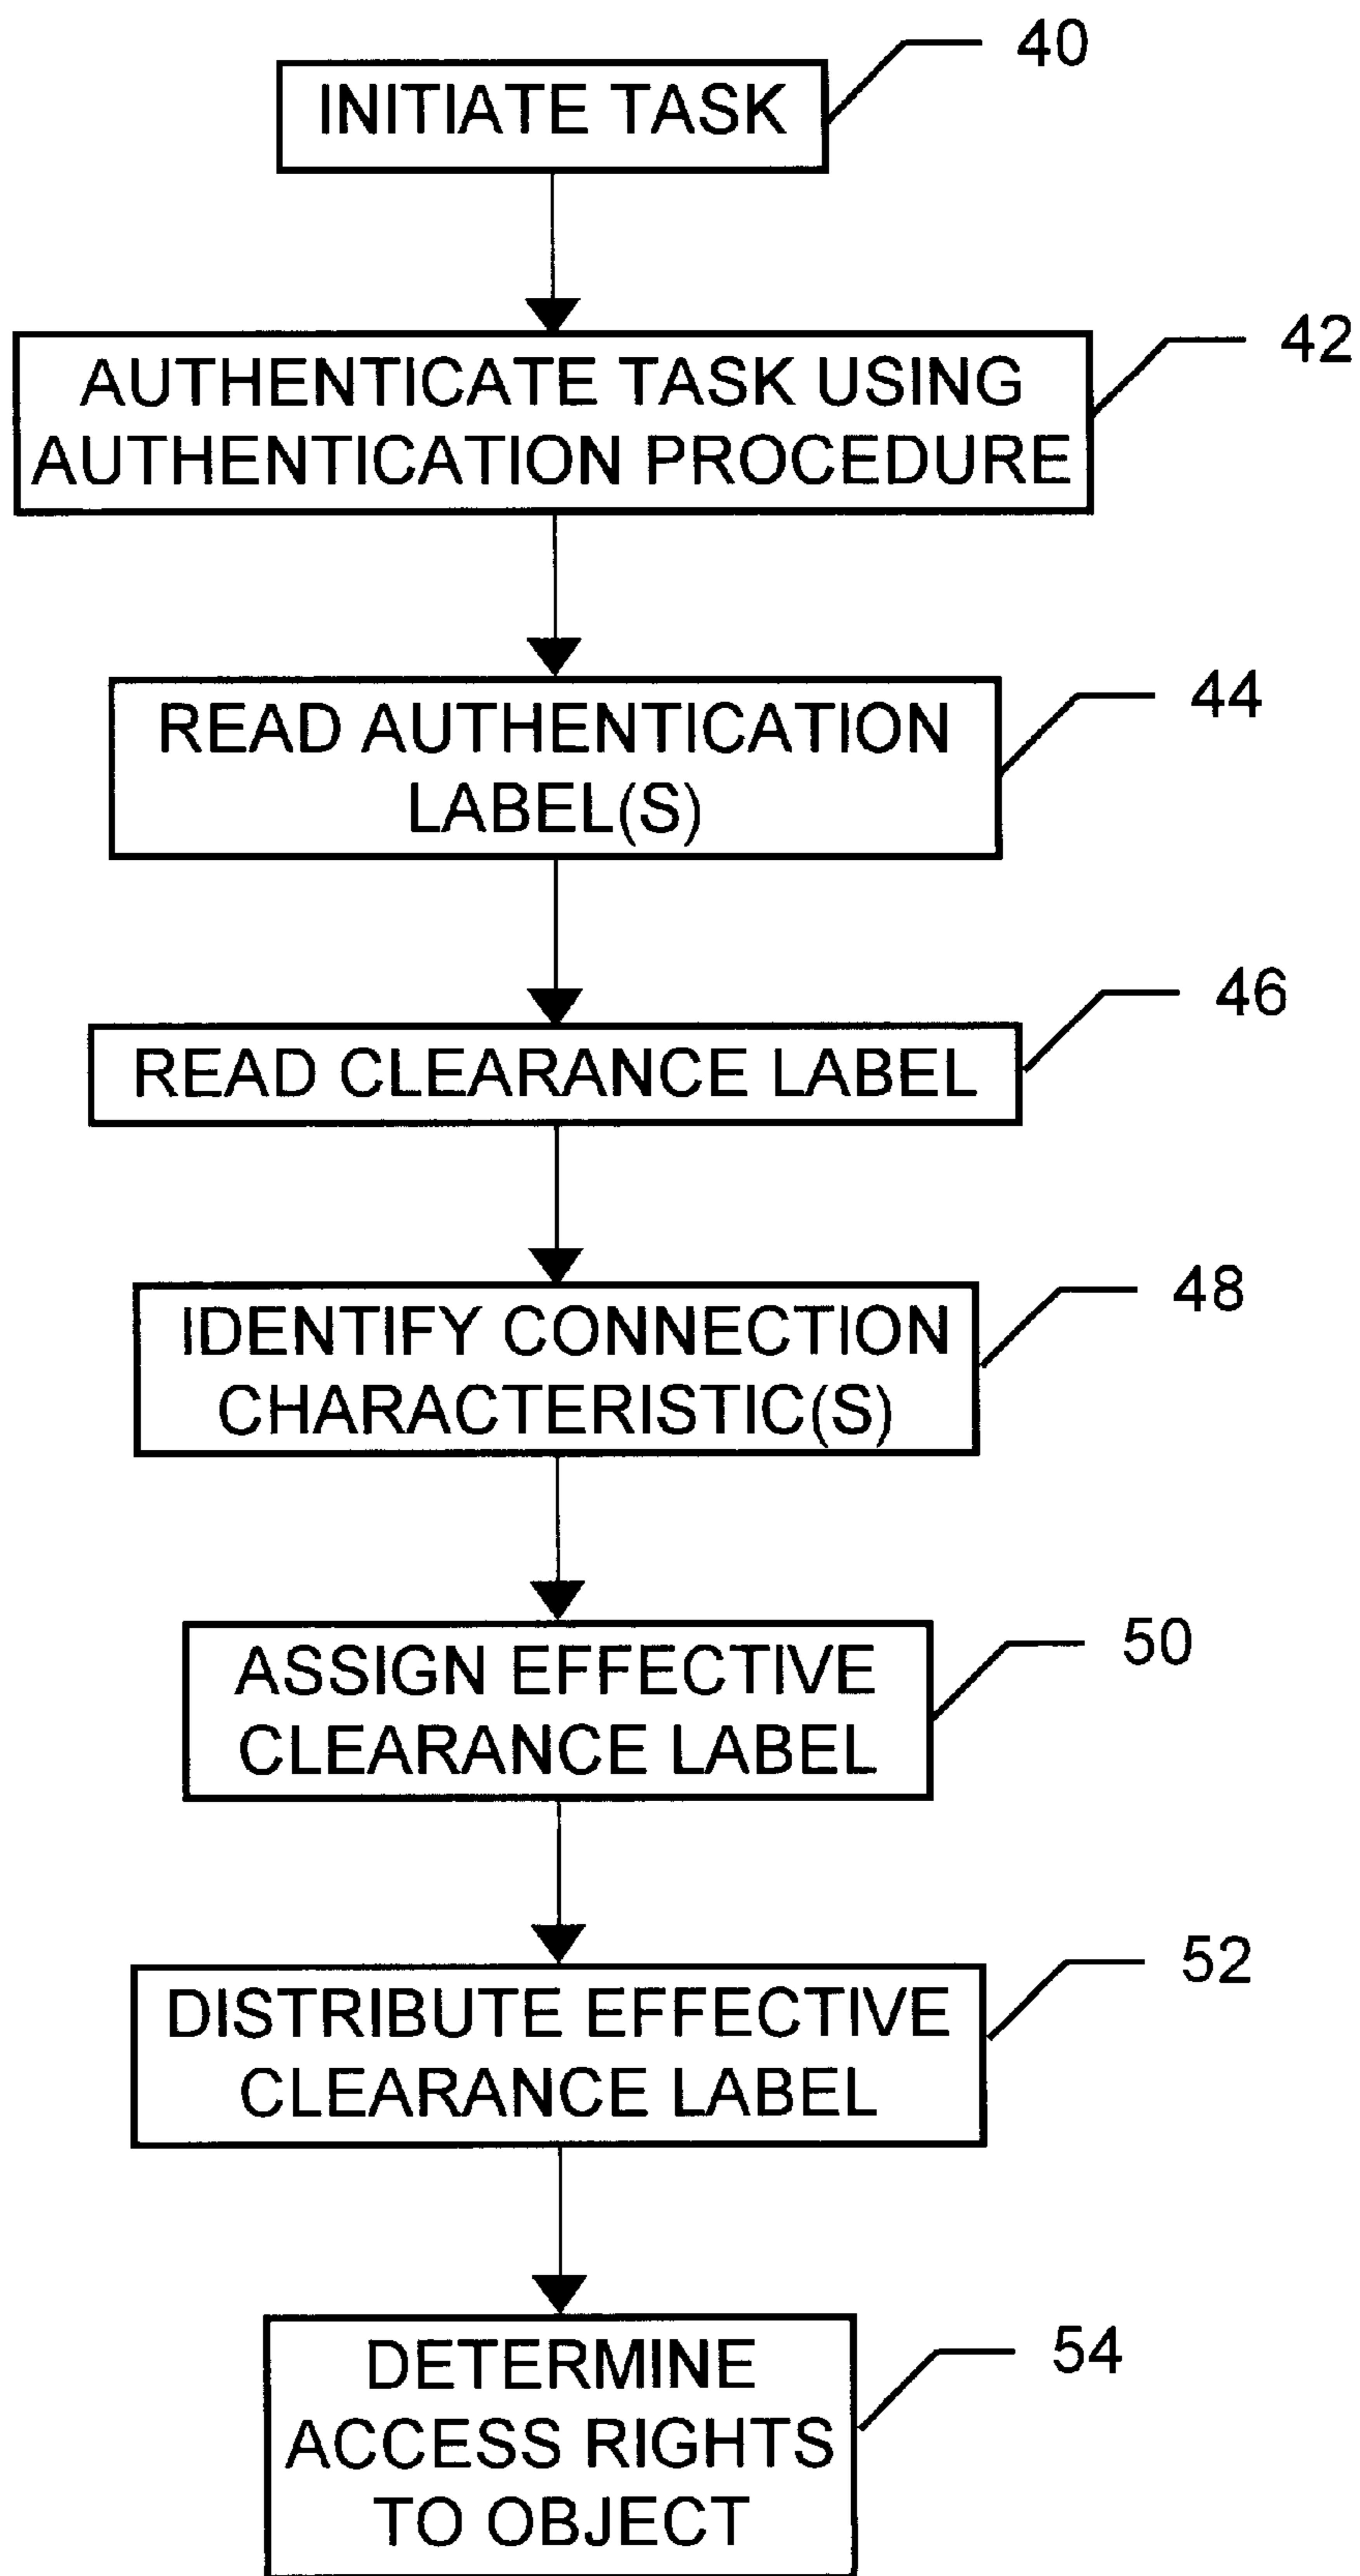 40
INITIATE TASK
42
AUTHENTICATE TASK USING
AUTHENTICATION PROCEDURE
44
READ AUTHENTICATION
LABEL(S)
46
READ CLEARANCE LABEL
48
IDENTIFY CONNECTION
CHARACTERISTIC(S)
50
ASSIGN EFFECTIVE
CLEARANCE LABEL
52
DISTRIBUTE EFFECTIVE
CLEARANCE LABEL
54
DETERMINE
ACCESS RIGHTS
TO OBJECT